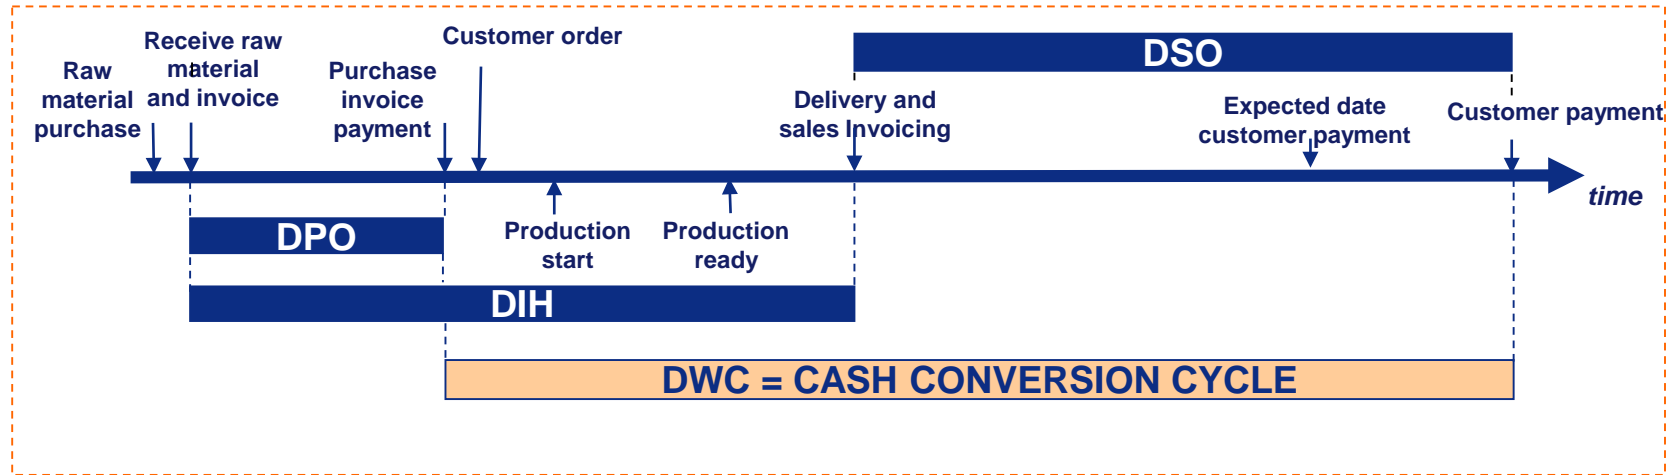 Raw
material
purchase
Receive raw
material
and invoice
Purchase
invoice
payment
Customer order
DSO
Delivery and
sales Invoicing
Expected date
customer payment
Customer payment
time
DPO
Production
start
Production
ready
DIH
DWC = CASH CONVERSION CYCLE